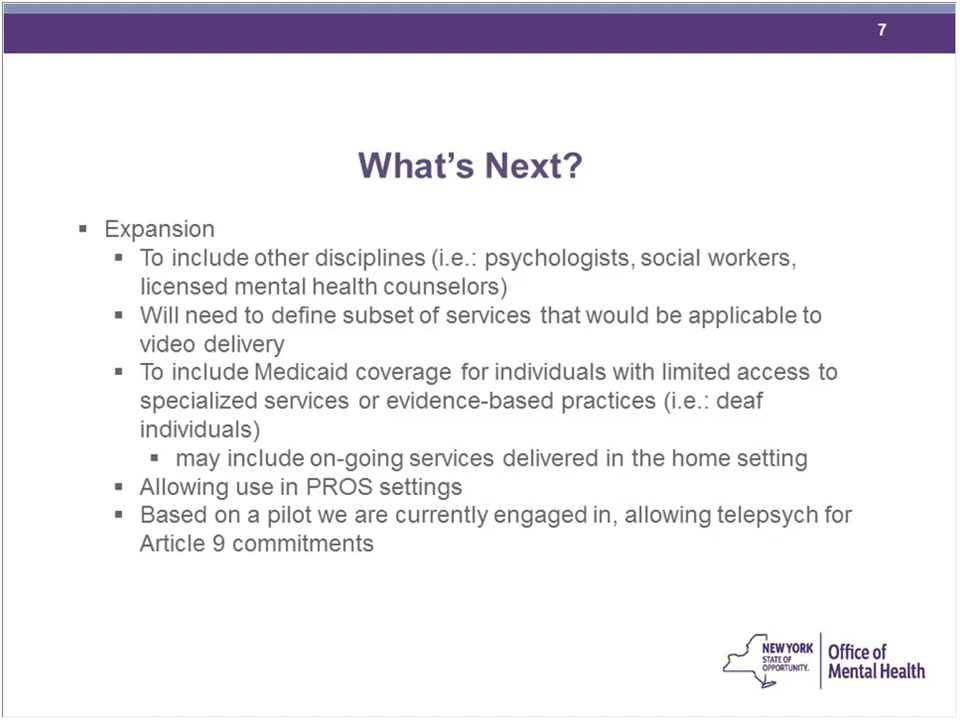 7
What's Next?
▪ Expansion
▪ To include other disciplines (i.e.: psychologists, social workers,
licensed mental health counselors)
▪ Will need to define subset of services that would be applicable to
video delivery
▪ To include Medicaid coverage for individuals with limited access to
specialized services or evidence-based practices (i.e.: deaf
individuals)
▪ may include on-going services delivered in the home setting
▪ Allowing use in PROS settings
▪ Based on a pilot we are currently engaged in, allowing telepsych for
Article 9 commitments
NEW YORK
STATE OF
OPPORTUNITY.
Office of
Mental Health